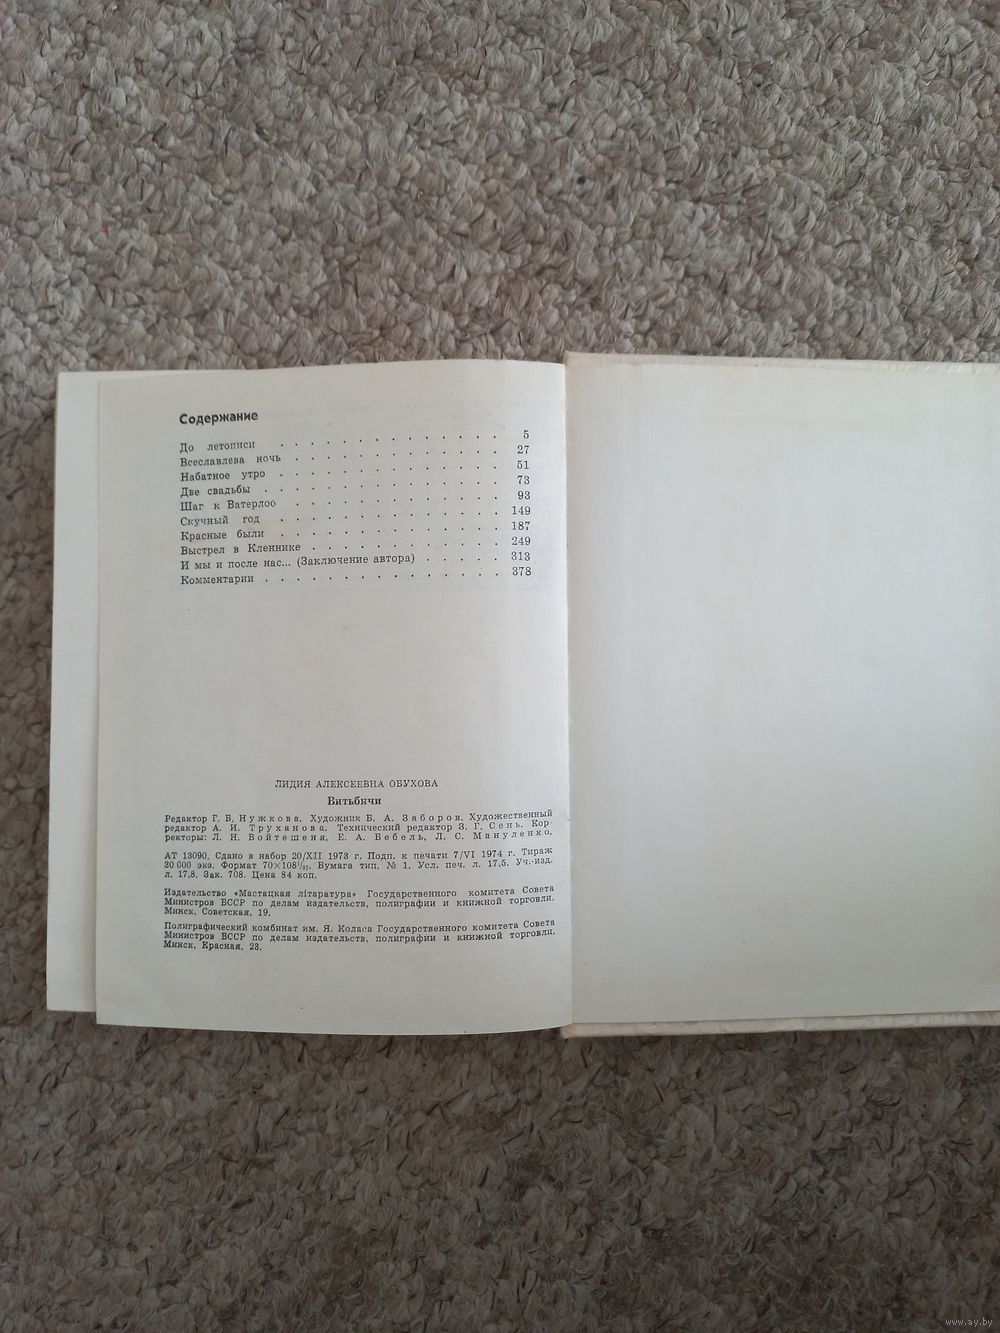 Содержание
До летописи . . . . . . . . . . . . . . 5
Всеславлева ночь . . . . . . . . . . . . . 27
Набатное утро . . . . . . . . . . . . . . 51
Две свадьбы . . . . . . . . . . . . . . . 73
Шаг к Ватерлоо . . . . . . . . . . . . . 93
Скучный год . . . . . . . . . . . . . . 149
Красные были . . . . . . . . . . . . . . 187
Выстрел в Кленнике . . . . . . . . . . . . 249
И мы и после нас... (Заключение автора) . . . . . 313
Комментарии . . . . . . . . . . . . . . . 378
ЛИДИЯ АЛЕКСЕЕВНА ОБУХОВА
Витьбичи
Редактор Г. Б. Нужкова. Художник Б. А. Заборов. Художественный
редактор А. И. Труханова. Технический редактор З. Г. Сень. Кор-
ректоры: Л. Н. Войтешеня, Е. А. Бебель, Л. С. Мануленко.
АТ 13090. Сдано в набор 20/XII 1973 г. Подп. к печати 7/VI 1974 г. Тираж
30 000 экз. Формат 70×108¹/₃₂. Бумага тип. № 1. Усл. печ. л. 17,5. Уч.-изд.
л. 17,8. Зак. 708. Цена 84 коп.
Издательство «Мастацкая літаратура» Государственного комитета Совета
Министров БССР по делам издательств, полиграфии и книжной торговли.
Минск, Советская, 19.
Полиграфический комбинат им. Я. Коласа Государственного комитета Совета
Министров БССР по делам издательств, полиграфии и книжной торговли.
Минск, Красная, 23.
www.ay.by